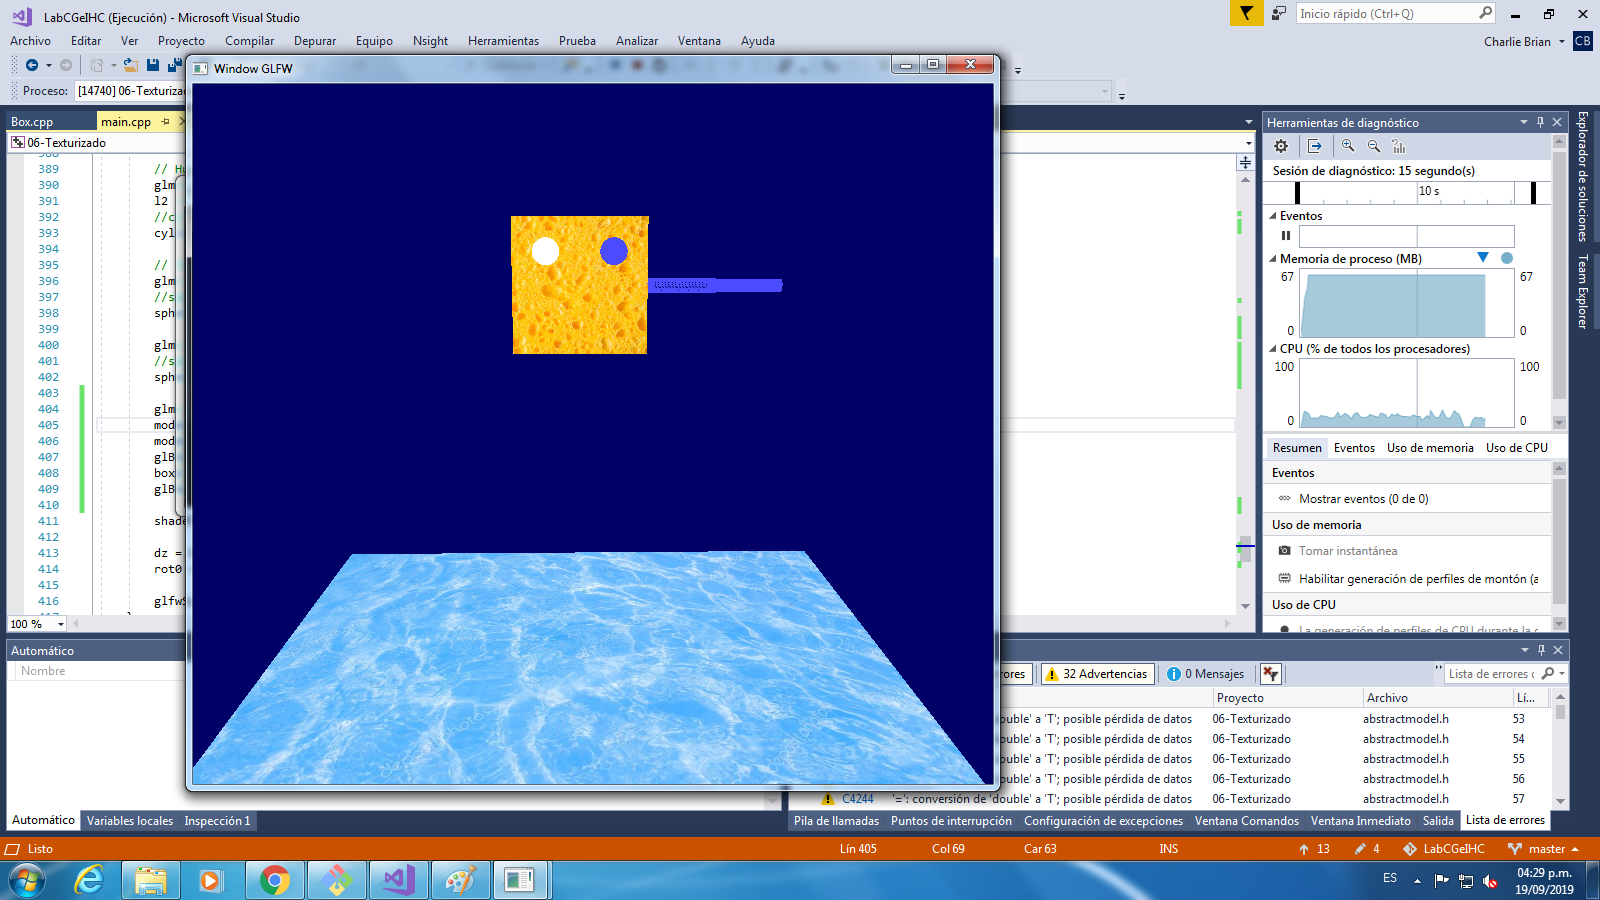 LabCGeIHC (Ejecución) - Microsoft Visual Studio
Inicio rápido (Ctrl+Q)
Archivo Editar Ver Proyecto Compilar Depurar Equipo Nsight Herramientas Prueba Analizar Ventana Ayuda
Charlie Brian CB
Window GLFW
Proceso: [14740] 06-Texturiza
Box.cpp main.cpp
06-Texturizado
389 // H
390 glm
391 l2
392 //c
393 cyl
394
395 //
396 glm
397 //s
398 sph
399
400 glm
401 //s
402 sph
403
404 glm
405 mod
406 mod
407 glB
408 box
409 glB
410
411 shade
412
413 dz =
414 rot0
415
416 glfw
100 %
Herramientas de diagnóstico
Sesión de diagnóstico: 15 segundo(s)
10 s
Eventos
Memoria de proceso (MB)
67 67
0 0
CPU (% de todos los procesadores)
100 100
0 0
Resumen Eventos Uso de memoria Uso de CPU
Eventos
Mostrar eventos (0 de 0)
Uso de memoria
Tomar instantánea
Habilitar generación de perfiles de montón (a
Uso de CPU
La generación de perfiles de CPU durante la
Explorador de soluciones
Team Explorer
Automático
Nombre
Automático Variables locales Inspección 1
rores 32 Advertencias 0 Mensajes Lista de errores
Proyecto Archivo Lí...
double' a 'T'; posible pérdida de datos 06-Texturizado abstractmodel.h 53
double' a 'T'; posible pérdida de datos 06-Texturizado abstractmodel.h 54
double' a 'T'; posible pérdida de datos 06-Texturizado abstractmodel.h 55
double' a 'T'; posible pérdida de datos 06-Texturizado abstractmodel.h 56
C4244 '=': conversión de 'double' a 'T'; posible pérdida de datos 06-Texturizado abstractmodel.h 57
Pila de llamadas Puntos de interrupción Configuración de excepciones Ventana Comandos Ventana Inmediato Salida Lista de errores
Listo Lín 405 Col 69 Car 63 INS 13 4 LabCGeIHC master
ES
04:29 p.m.
19/09/2019